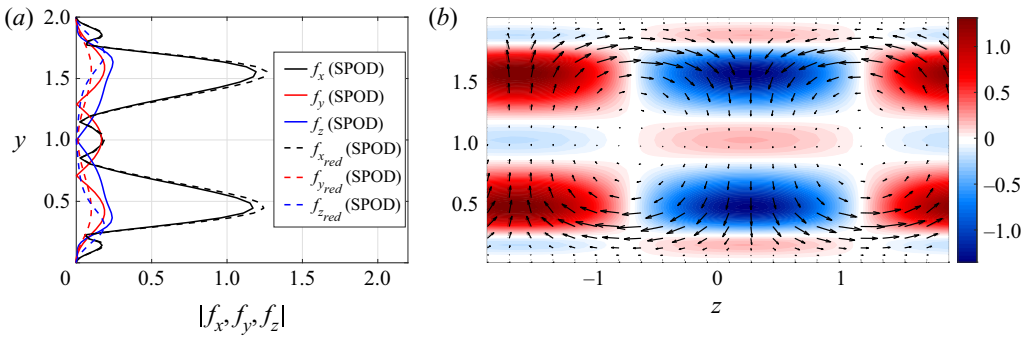 (a)
2.0
1.5
y 1.0
0.5
0 0.5 1.0 1.5 2.0
|f_x, f_y, f_z|
f_x (SPOD)
f_y (SPOD)
f_z (SPOD)
f_x_red (SPOD)
f_y_red (SPOD)
f_z_red (SPOD)
(b)
1.5
1.0
0.5
−1 0 1
z
1.0
0.5
0
−0.5
−1.0